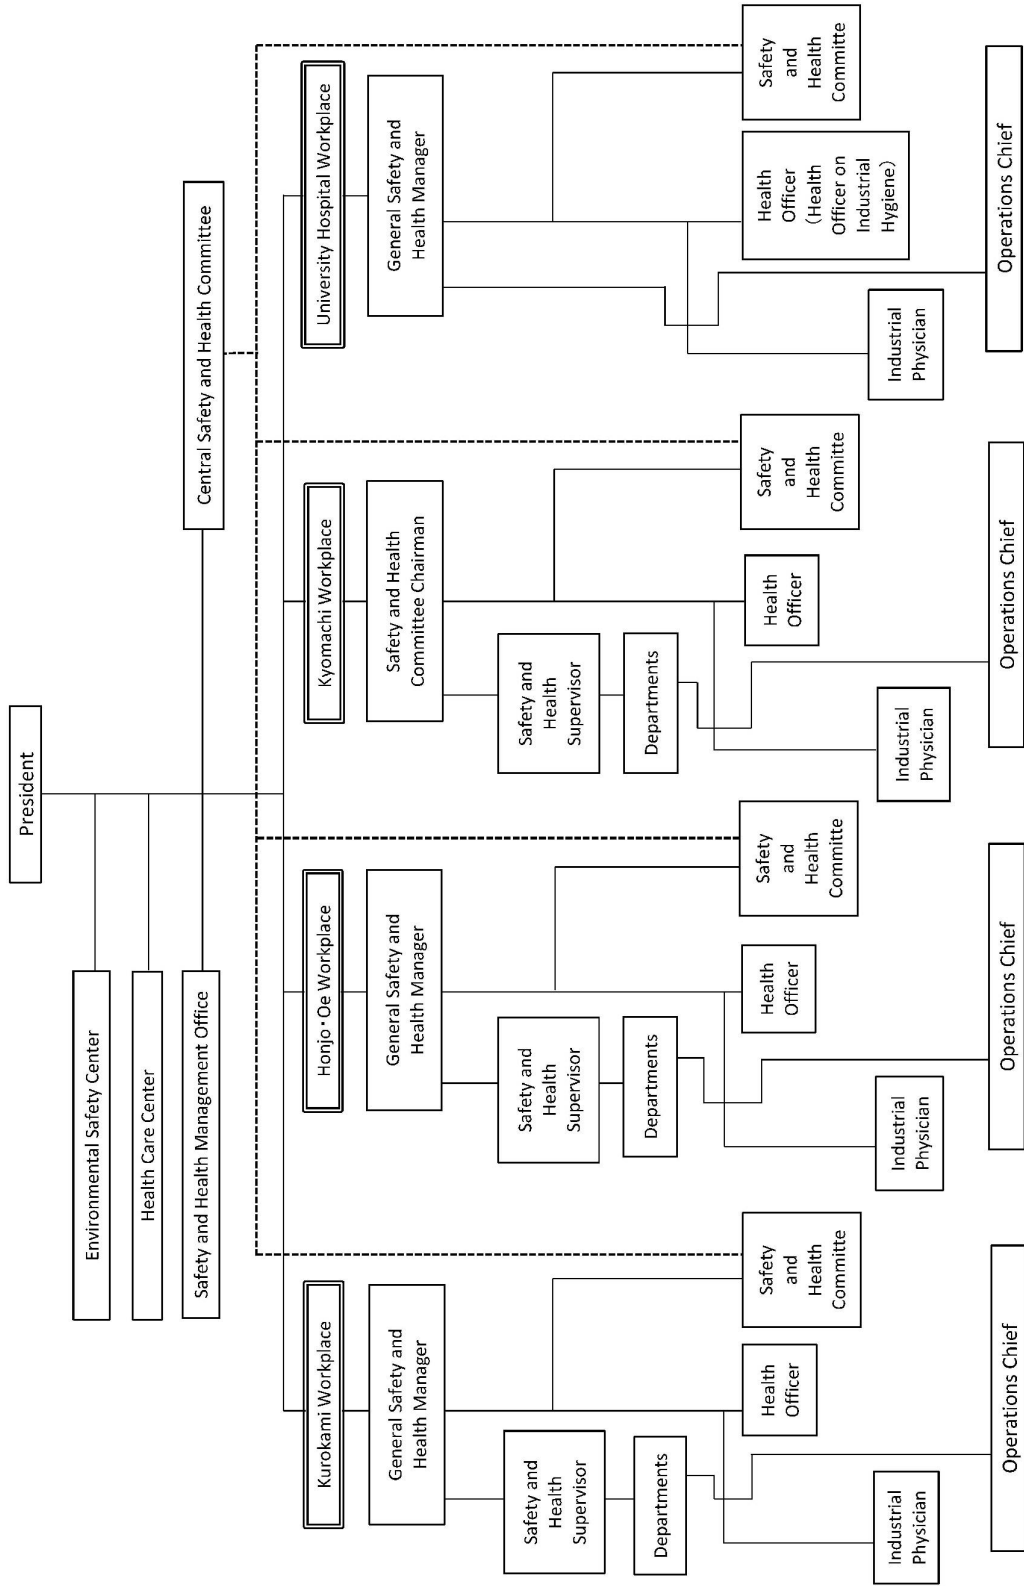 President
Environmental Safety Center
Health Care Center
Safety and Health Management Office
Central Safety and Health Committee
Kurokami Workplace
General Safety and
Health Manager
Safety and
Health
Supervisor
Departments
Industrial
Physician
Health
Officer
Safety
and
Health
Committe
Operations Chief
Honjo・Oe Workplace
General Safety and
Health Manager
Safety and
Health
Supervisor
Departments
Industrial
Physician
Health
Officer
Safety
and
Health
Committe
Operations Chief
Kyomachi Workplace
Safety and Health
Committee Chairman
Safety and
Health
Supervisor
Departments
Industrial
Physician
Health
Officer
Safety
and
Health
Committe
Operations Chief
University Hospital Workplace
General Safety and
Health Manager
Industrial
Physician
Health
Officer
(Health
Officer on
Industrial
Hygiene)
Safety
and
Health
Committe
Operations Chief